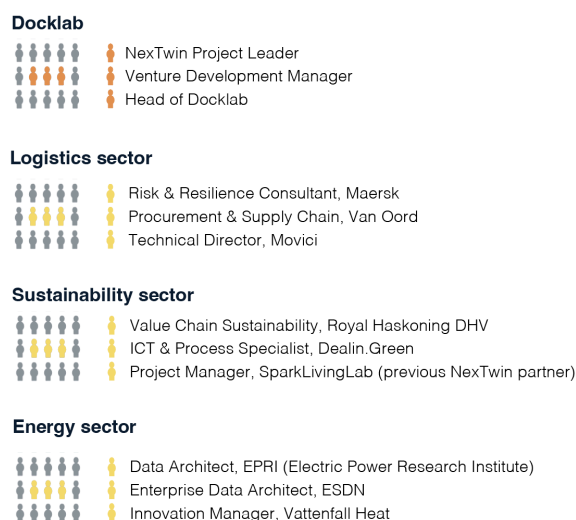 Docklab
NexTwin Project Leader
Venture Development Manager
Head of Docklab
Logistics sector
Risk & Resilience Consultant, Maersk
Procurement & Supply Chain, Van Oord
Technical Director, Movici
Sustainability sector
Value Chain Sustainability, Royal Haskoning DHV
ICT & Process Specialist, Dealin.Green
Project Manager, SparkLivingLab (previous NexTwin partner)
Energy sector
Data Architect, EPRI (Electric Power Research Institute)
Enterprise Data Architect, ESDN
Innovation Manager, Vattenfall Heat